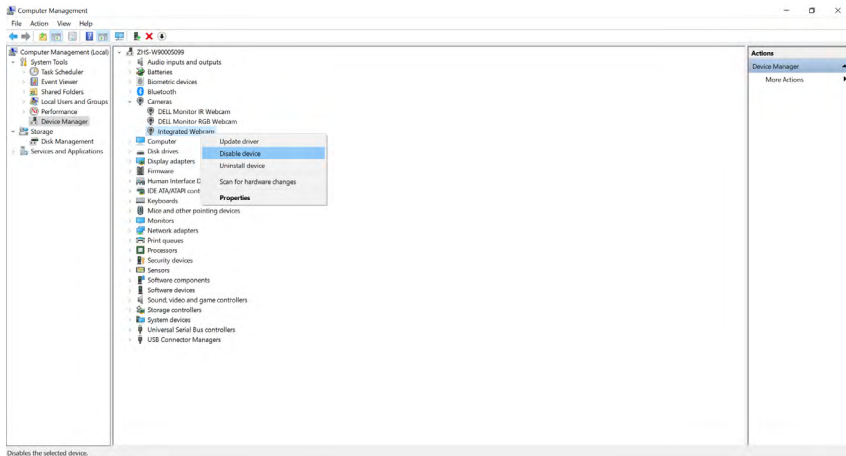 Computer Management
File Action View Help
Computer Management (Local)
System Tools
Task Scheduler
Event Viewer
Shared Folders
Local Users and Groups
Performance
Device Manager
Storage
Disk Management
Services and Applications
ZHS-W90005099
Audio inputs and outputs
Batteries
Biometric devices
Bluetooth
Cameras
DELL Monitor IR Webcam
DELL Monitor RGB Webcam
Integrated Webcam
Computer
Disk drives
Display adapters
Firmware
Human Interface D
IDE ATA/ATAPI cont
Keyboards
Mice and other pointing devices
Monitors
Network adapters
Print queues
Processors
Security devices
Sensors
Software components
Software devices
Sound, video and game controllers
Storage controllers
System devices
Universal Serial Bus controllers
USB Connector Managers
Update driver
Disable device
Uninstall device
Scan for hardware changes
Properties
Actions
Device Manager
More Actions
Disables the selected device.